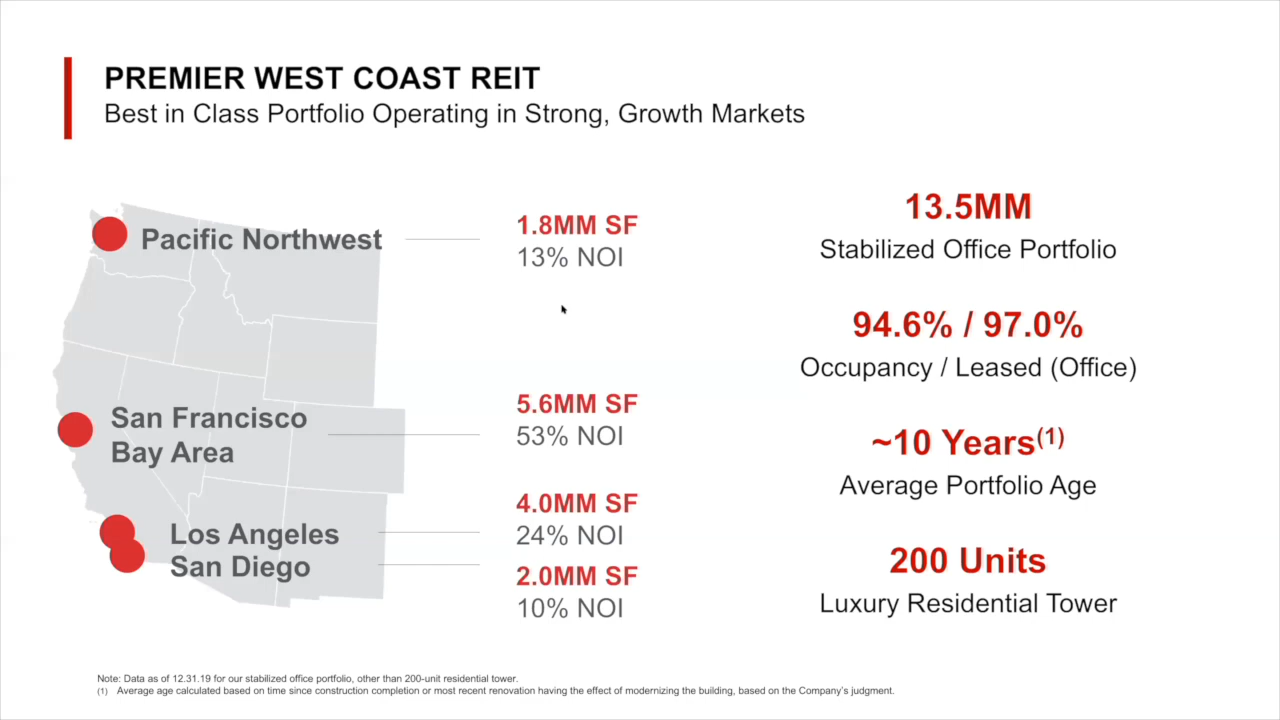 PREMIER WEST COAST REIT
Best in Class Portfolio Operating in Strong, Growth Markets
Pacific Northwest
1.8MM SF
13% NOI
San Francisco
Bay Area
5.6MM SF
53% NOI
Los Angeles
4.0MM SF
24% NOI
San Diego
2.0MM SF
10% NOI
13.5MM
Stabilized Office Portfolio
94.6% / 97.0%
Occupancy / Leased (Office)
~10 Years(1)
Average Portfolio Age
200 Units
Luxury Residential Tower
Note: Data as of 12.31.19 for our stabilized office portfolio, other than 200-unit residential tower.
(1) Average age calculated based on time since construction completion or most recent renovation having the effect of modernizing the building, based on the Company's judgment.